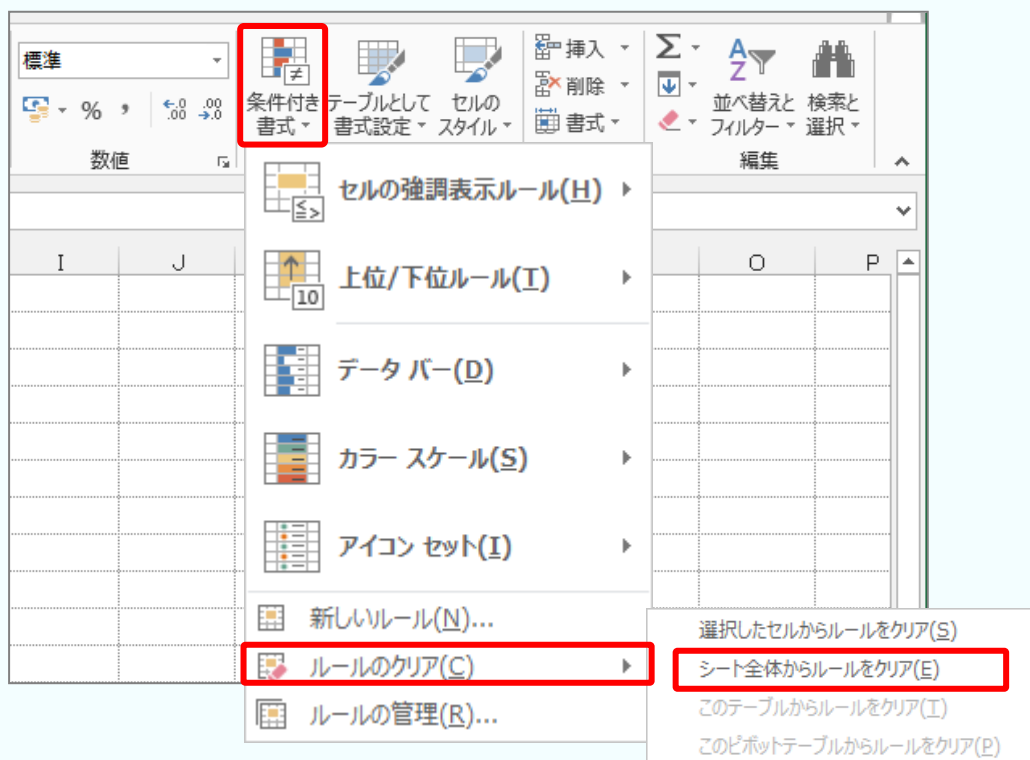 標準
% , ←.0 .00 .00 →.0
数値
条件付き
書式
テーブルとして
書式設定
セルの
スタイル
挿入
削除
書式
Σ
A
Z
並べ替えと
フィルター
検索と
選択
編集
I J O P
セルの強調表示ルール(H)
≦>
上位/下位ルール(T)
10
データ バー(D)
カラー スケール(S)
アイコン セット(I)
新しいルール(N)...
ルールのクリア(C)
ルールの管理(R)...
選択したセルからルールをクリア(S)
シート全体からルールをクリア(E)
このテーブルからルールをクリア(T)
このピボットテーブルからルールをクリア(P)